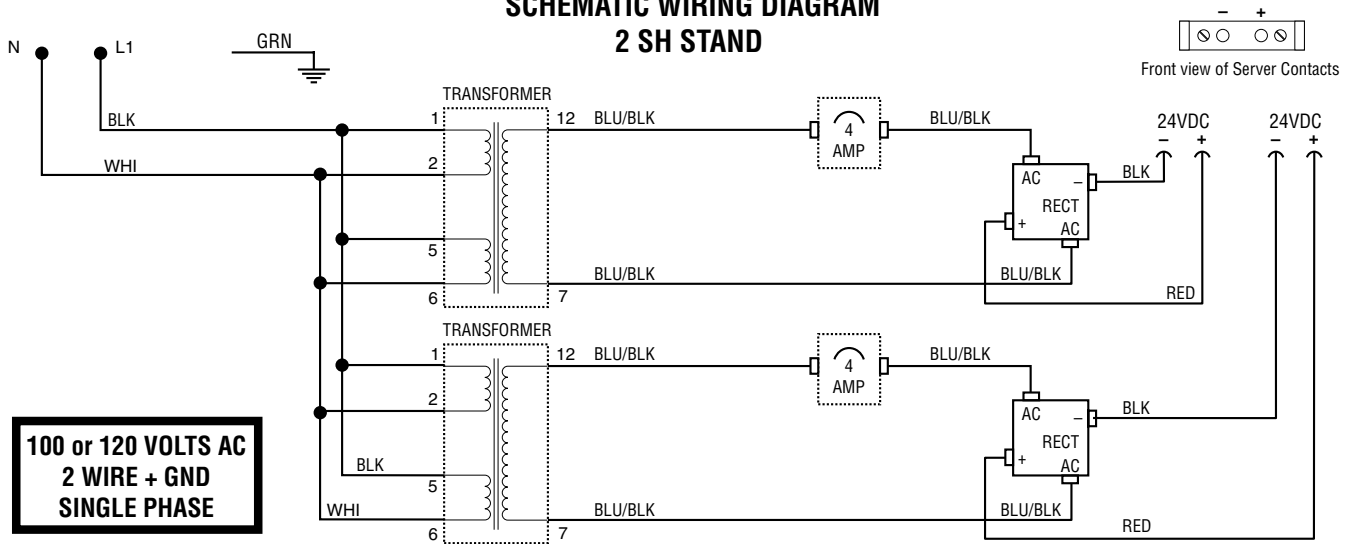 SCHEMATIC WIRING DIAGRAM
2 SH STAND
– +
Front view of Server Contacts
N
L1
GRN
BLK
WHI
TRANSFORMER
1
2
5
6
12
7
BLU/BLK
4
AMP
BLU/BLK
AC
–
RECT
+
AC
BLK
BLU/BLK
BLU/BLK
RED
24VDC
– +
24VDC
– +
TRANSFORMER
1
2
5
6
12
7
BLK
WHI
BLU/BLK
4
AMP
BLU/BLK
AC
–
RECT
+
AC
BLK
BLU/BLK
BLU/BLK
RED
100 or 120 VOLTS AC
2 WIRE + GND
SINGLE PHASE